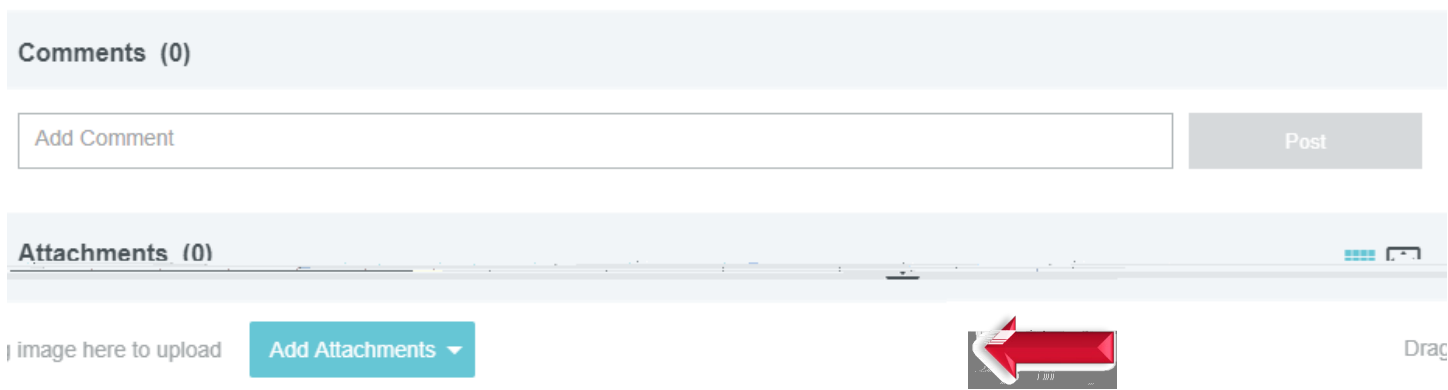 Comments (0)
Add Comment
Post
Attachments (0)
image here to upload
Add Attachments
Drag